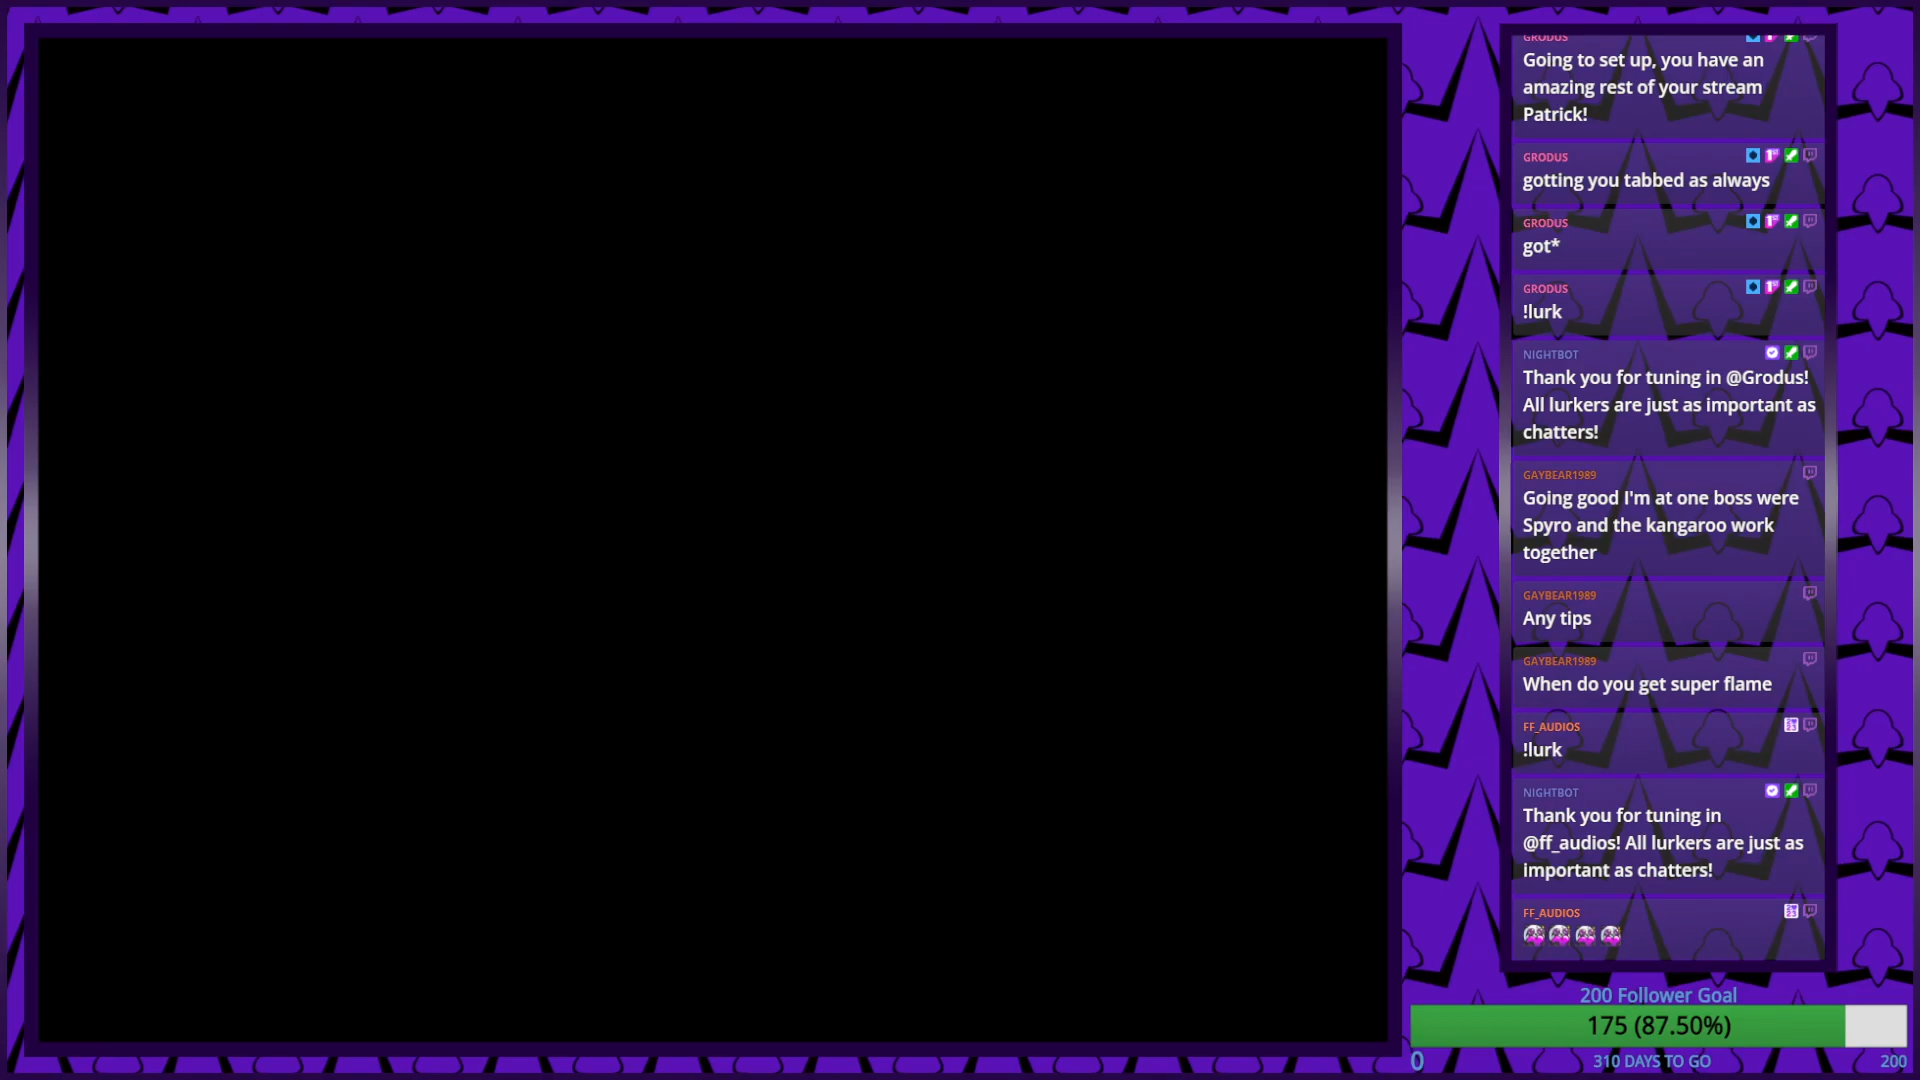 GRODUS
Going to set up, you have an
amazing rest of your stream
Patrick!
GRODUS
gotting you tabbed as always
GRODUS
got*
GRODUS
!lurk
NIGHTBOT
Thank you for tuning in @Grodus!
All lurkers are just as important as
chatters!
GAYBEAR1989
Going good I'm at one boss were
Spyro and the kangaroo work
together
GAYBEAR1989
Any tips
GAYBEAR1989
When do you get super flame
FF_AUDIOS
!lurk
NIGHTBOT
Thank you for tuning in
@ff_audios! All lurkers are just as
important as chatters!
FF_AUDIOS
200 Follower Goal
175 (87.50%)
0 310 DAYS TO GO 200